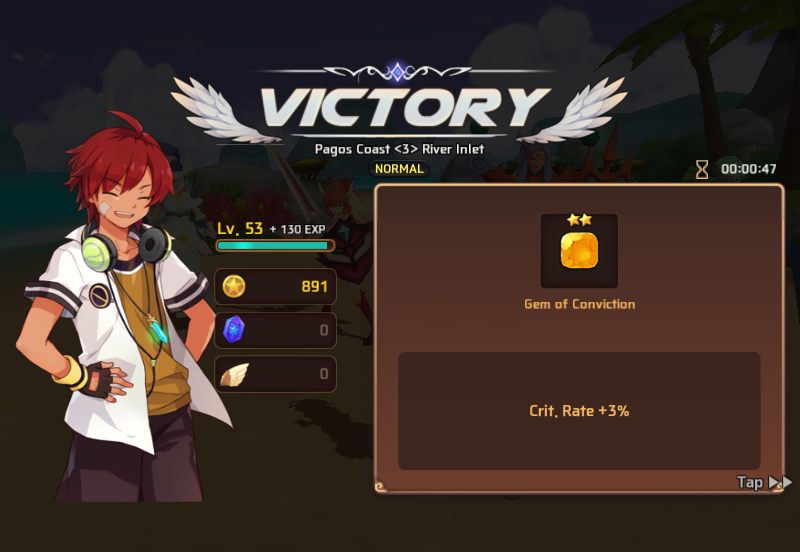 VICTORY
Pagos Coast <3> River Inlet
NORMAL
00:00:47
Lv. 53 + 130 EXP
891
0
0
Gem of Conviction
Crit. Rate +3%
Tap